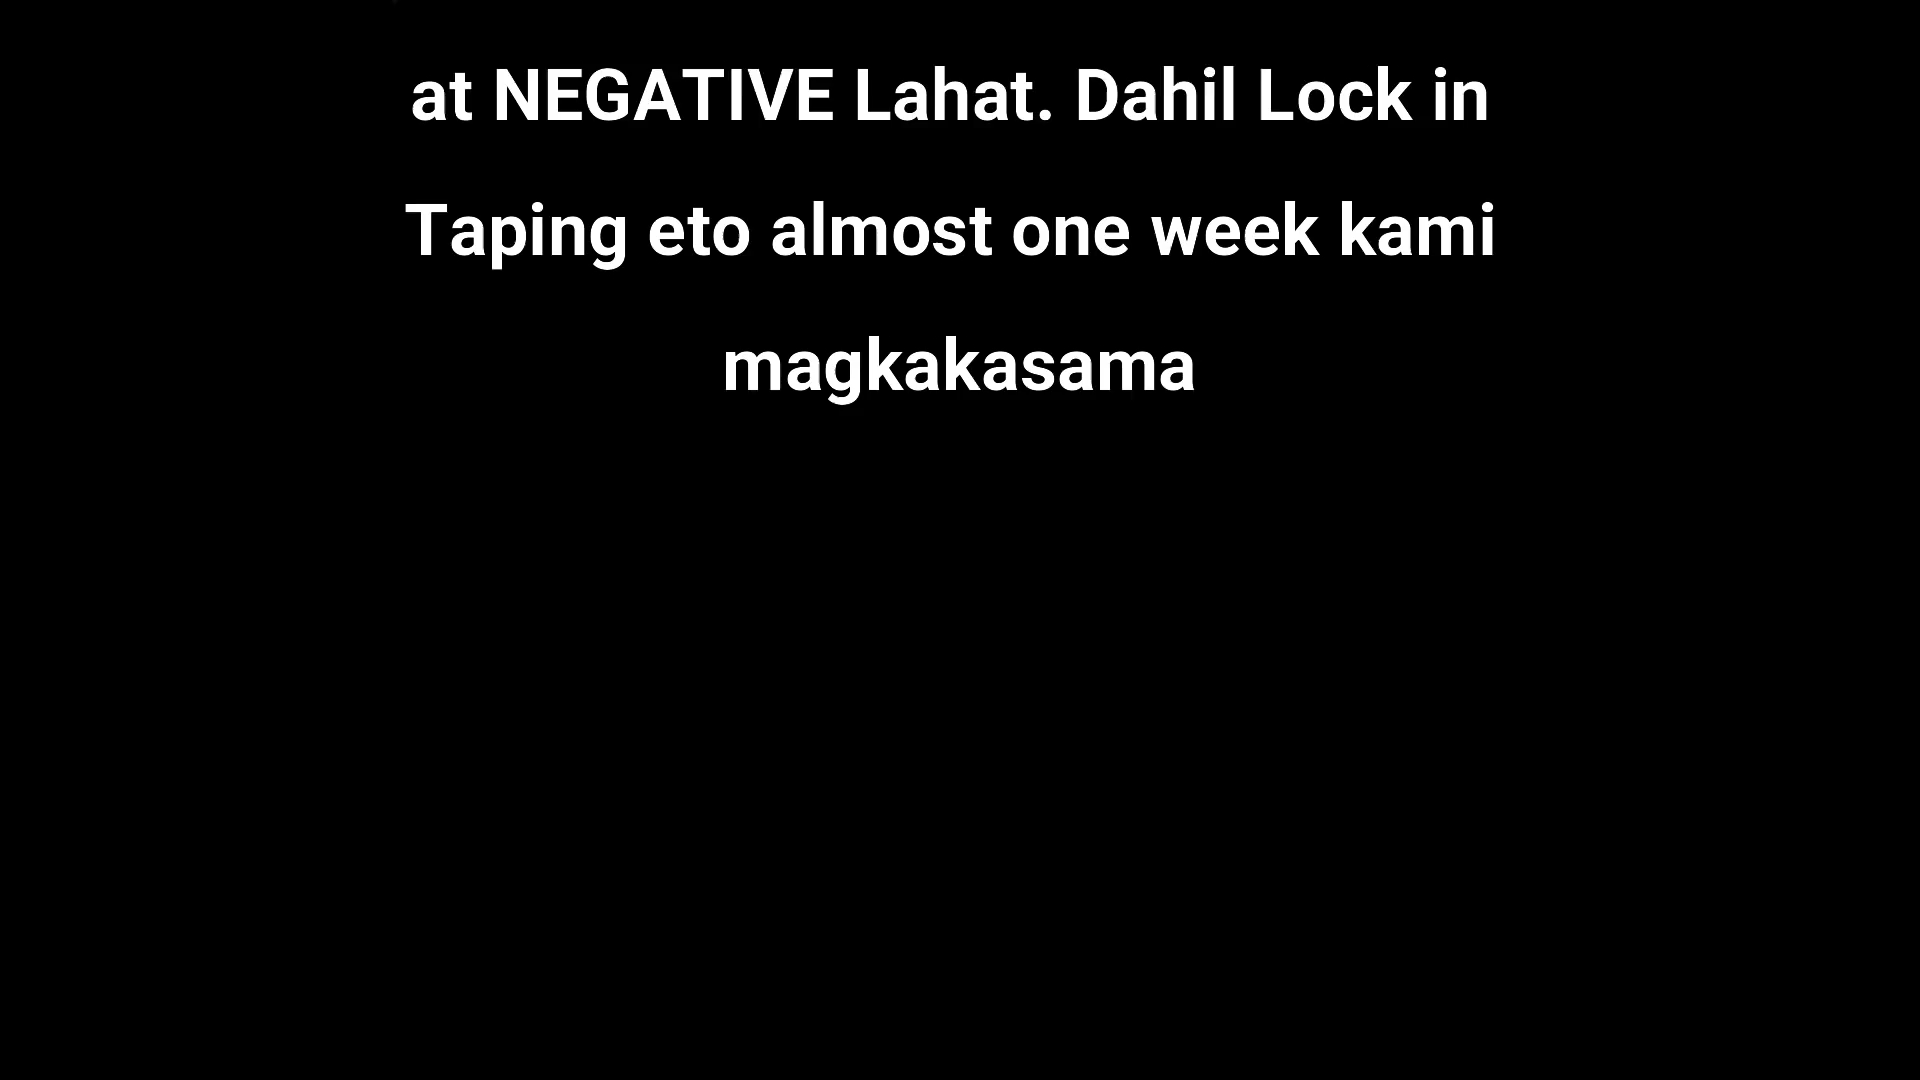 at NEGATIVE Lahat. Dahil Lock in
Taping eto almost one week kami
magkakasama